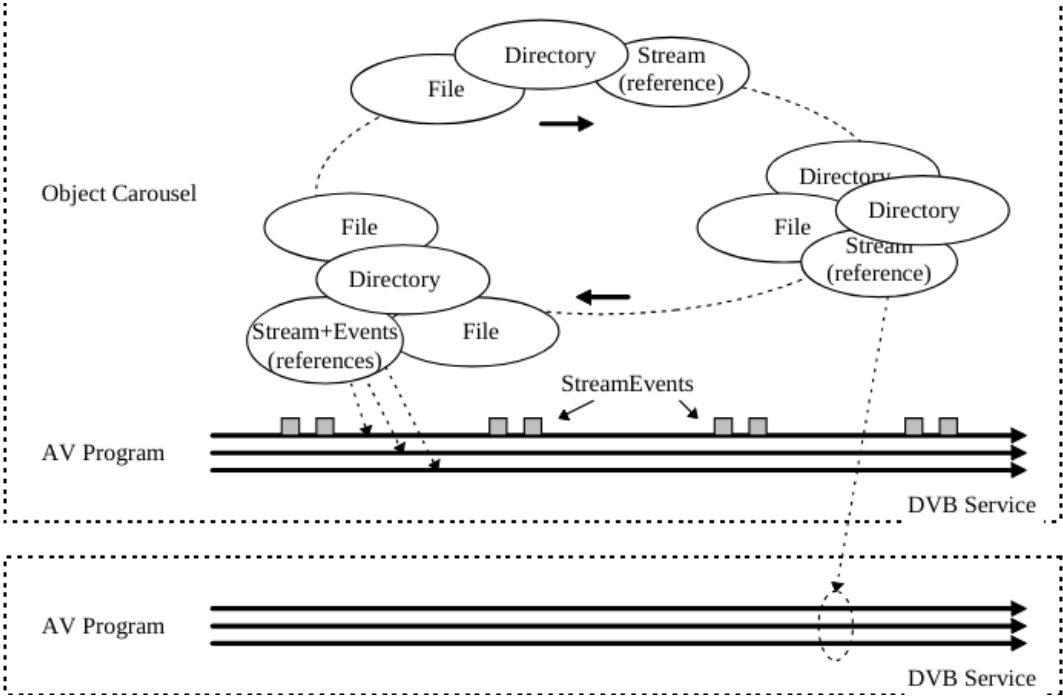 Directory
Stream
(reference)
File
Object Carousel
Directory
Directory
File
Stream
(reference)
File
Directory
Stream+Events
(references)
File
StreamEvents
AV Program
DVB Service
AV Program
DVB Service